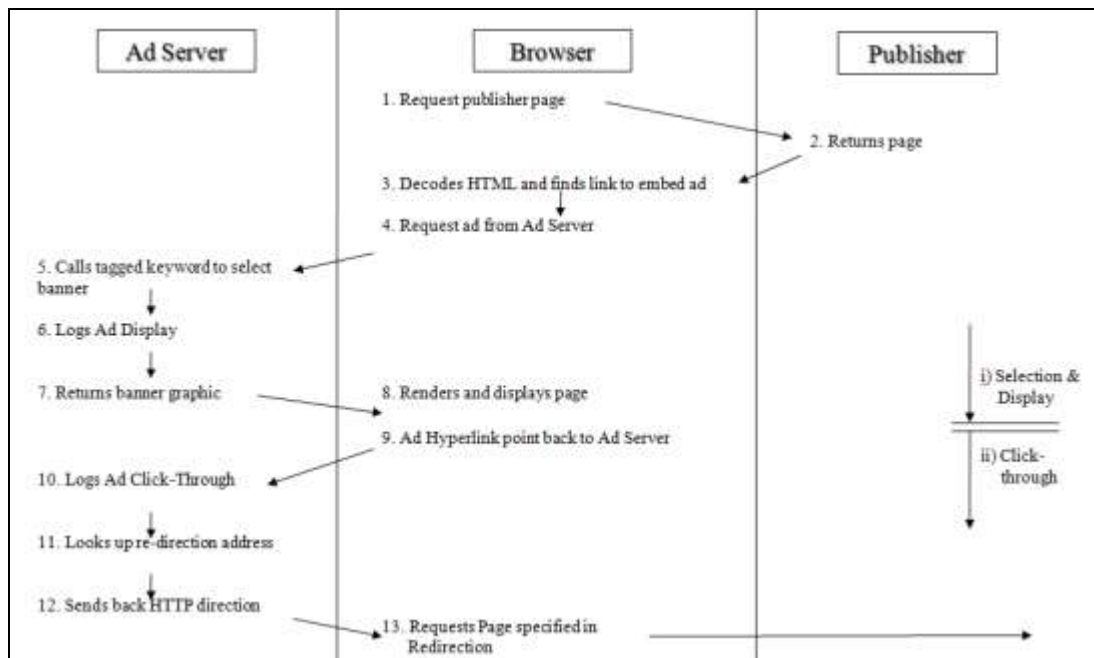 Ad Server
Browser
Publisher
1. Request publisher page
2. Returns page
3. Decodes HTML and finds link to embed ad
4. Request ad from Ad Server
5. Calls tagged keyword to select
banner
6. Logs Ad Display
7. Returns banner graphic
8. Renders and displays page
i) Selection &
Display
9. Ad Hyperlink point back to Ad Server
ii) Click-
through
10. Logs Ad Click-Through
11. Looks up re-direction address
12. Sends back HTTP direction
13. Requests Page specified in
Redirection